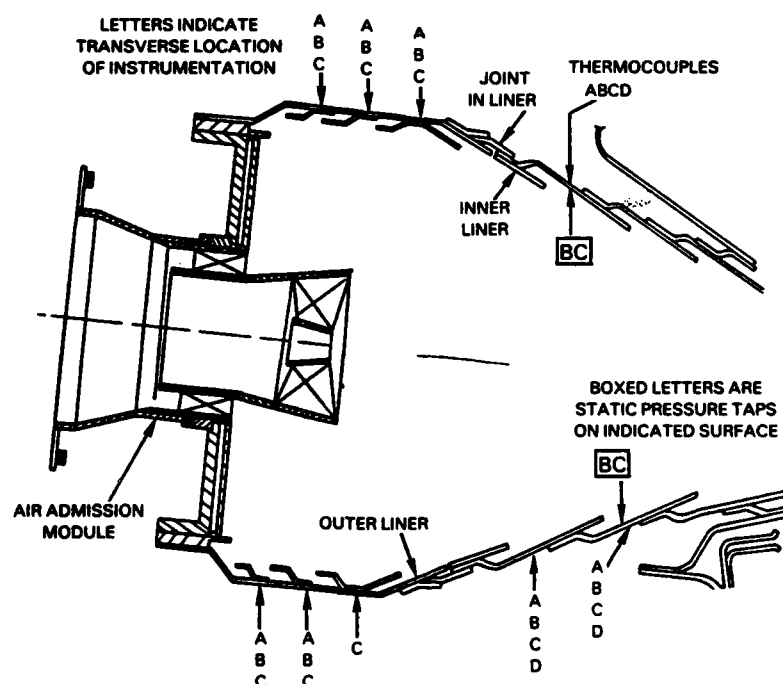 LETTERS INDICATE
TRANSVERSE LOCATION
OF INSTRUMENTATION
A
B
C
A
B
C
A
B
C
JOINT
IN LINER
THERMOCOUPLES
ABCD
INNER
LINER
BC
BOXED LETTERS ARE
STATIC PRESSURE TAPS
ON INDICATED SURFACE
BC
AIR ADMISSION
MODULE
OUTER LINER
A
B
C
A
B
C
C
A
B
C
D
A
B
C
D